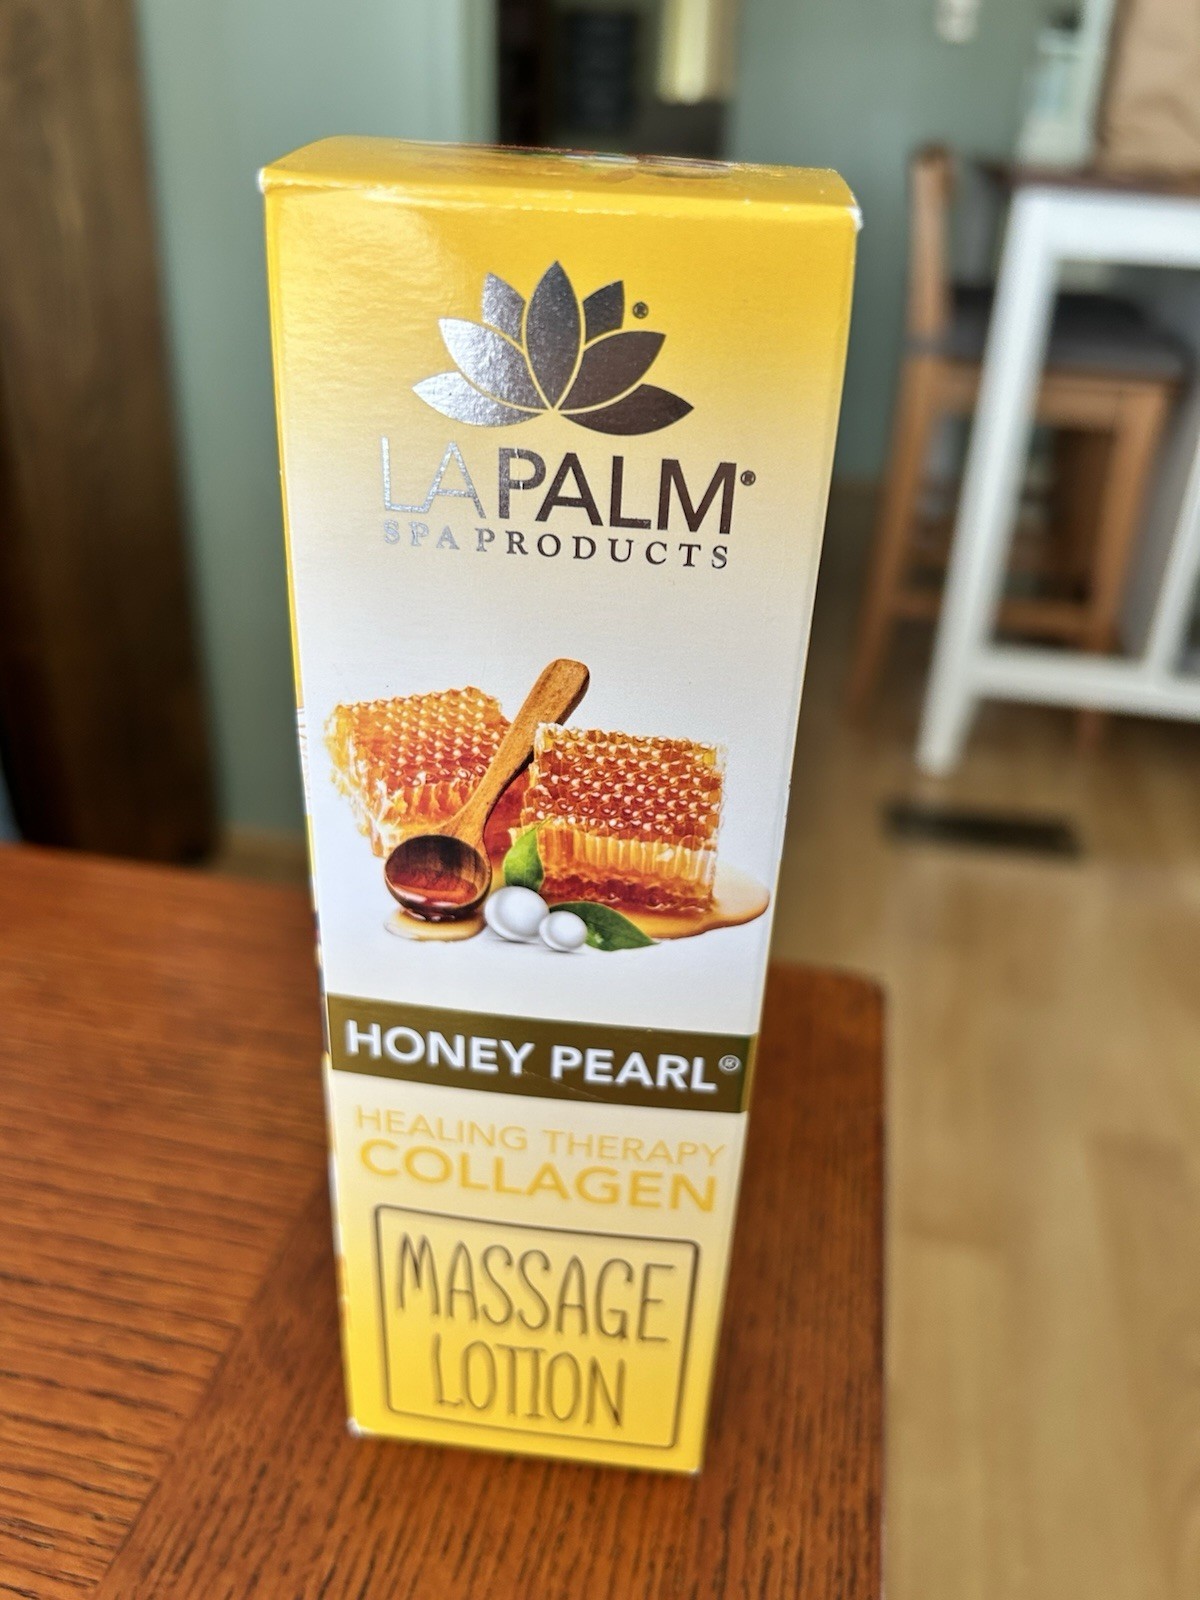 ®
LAPALM®
SPA PRODUCTS
HONEY PEARL®
HEALING THERAPY
COLLAGEN
MASSAGE
LOTION